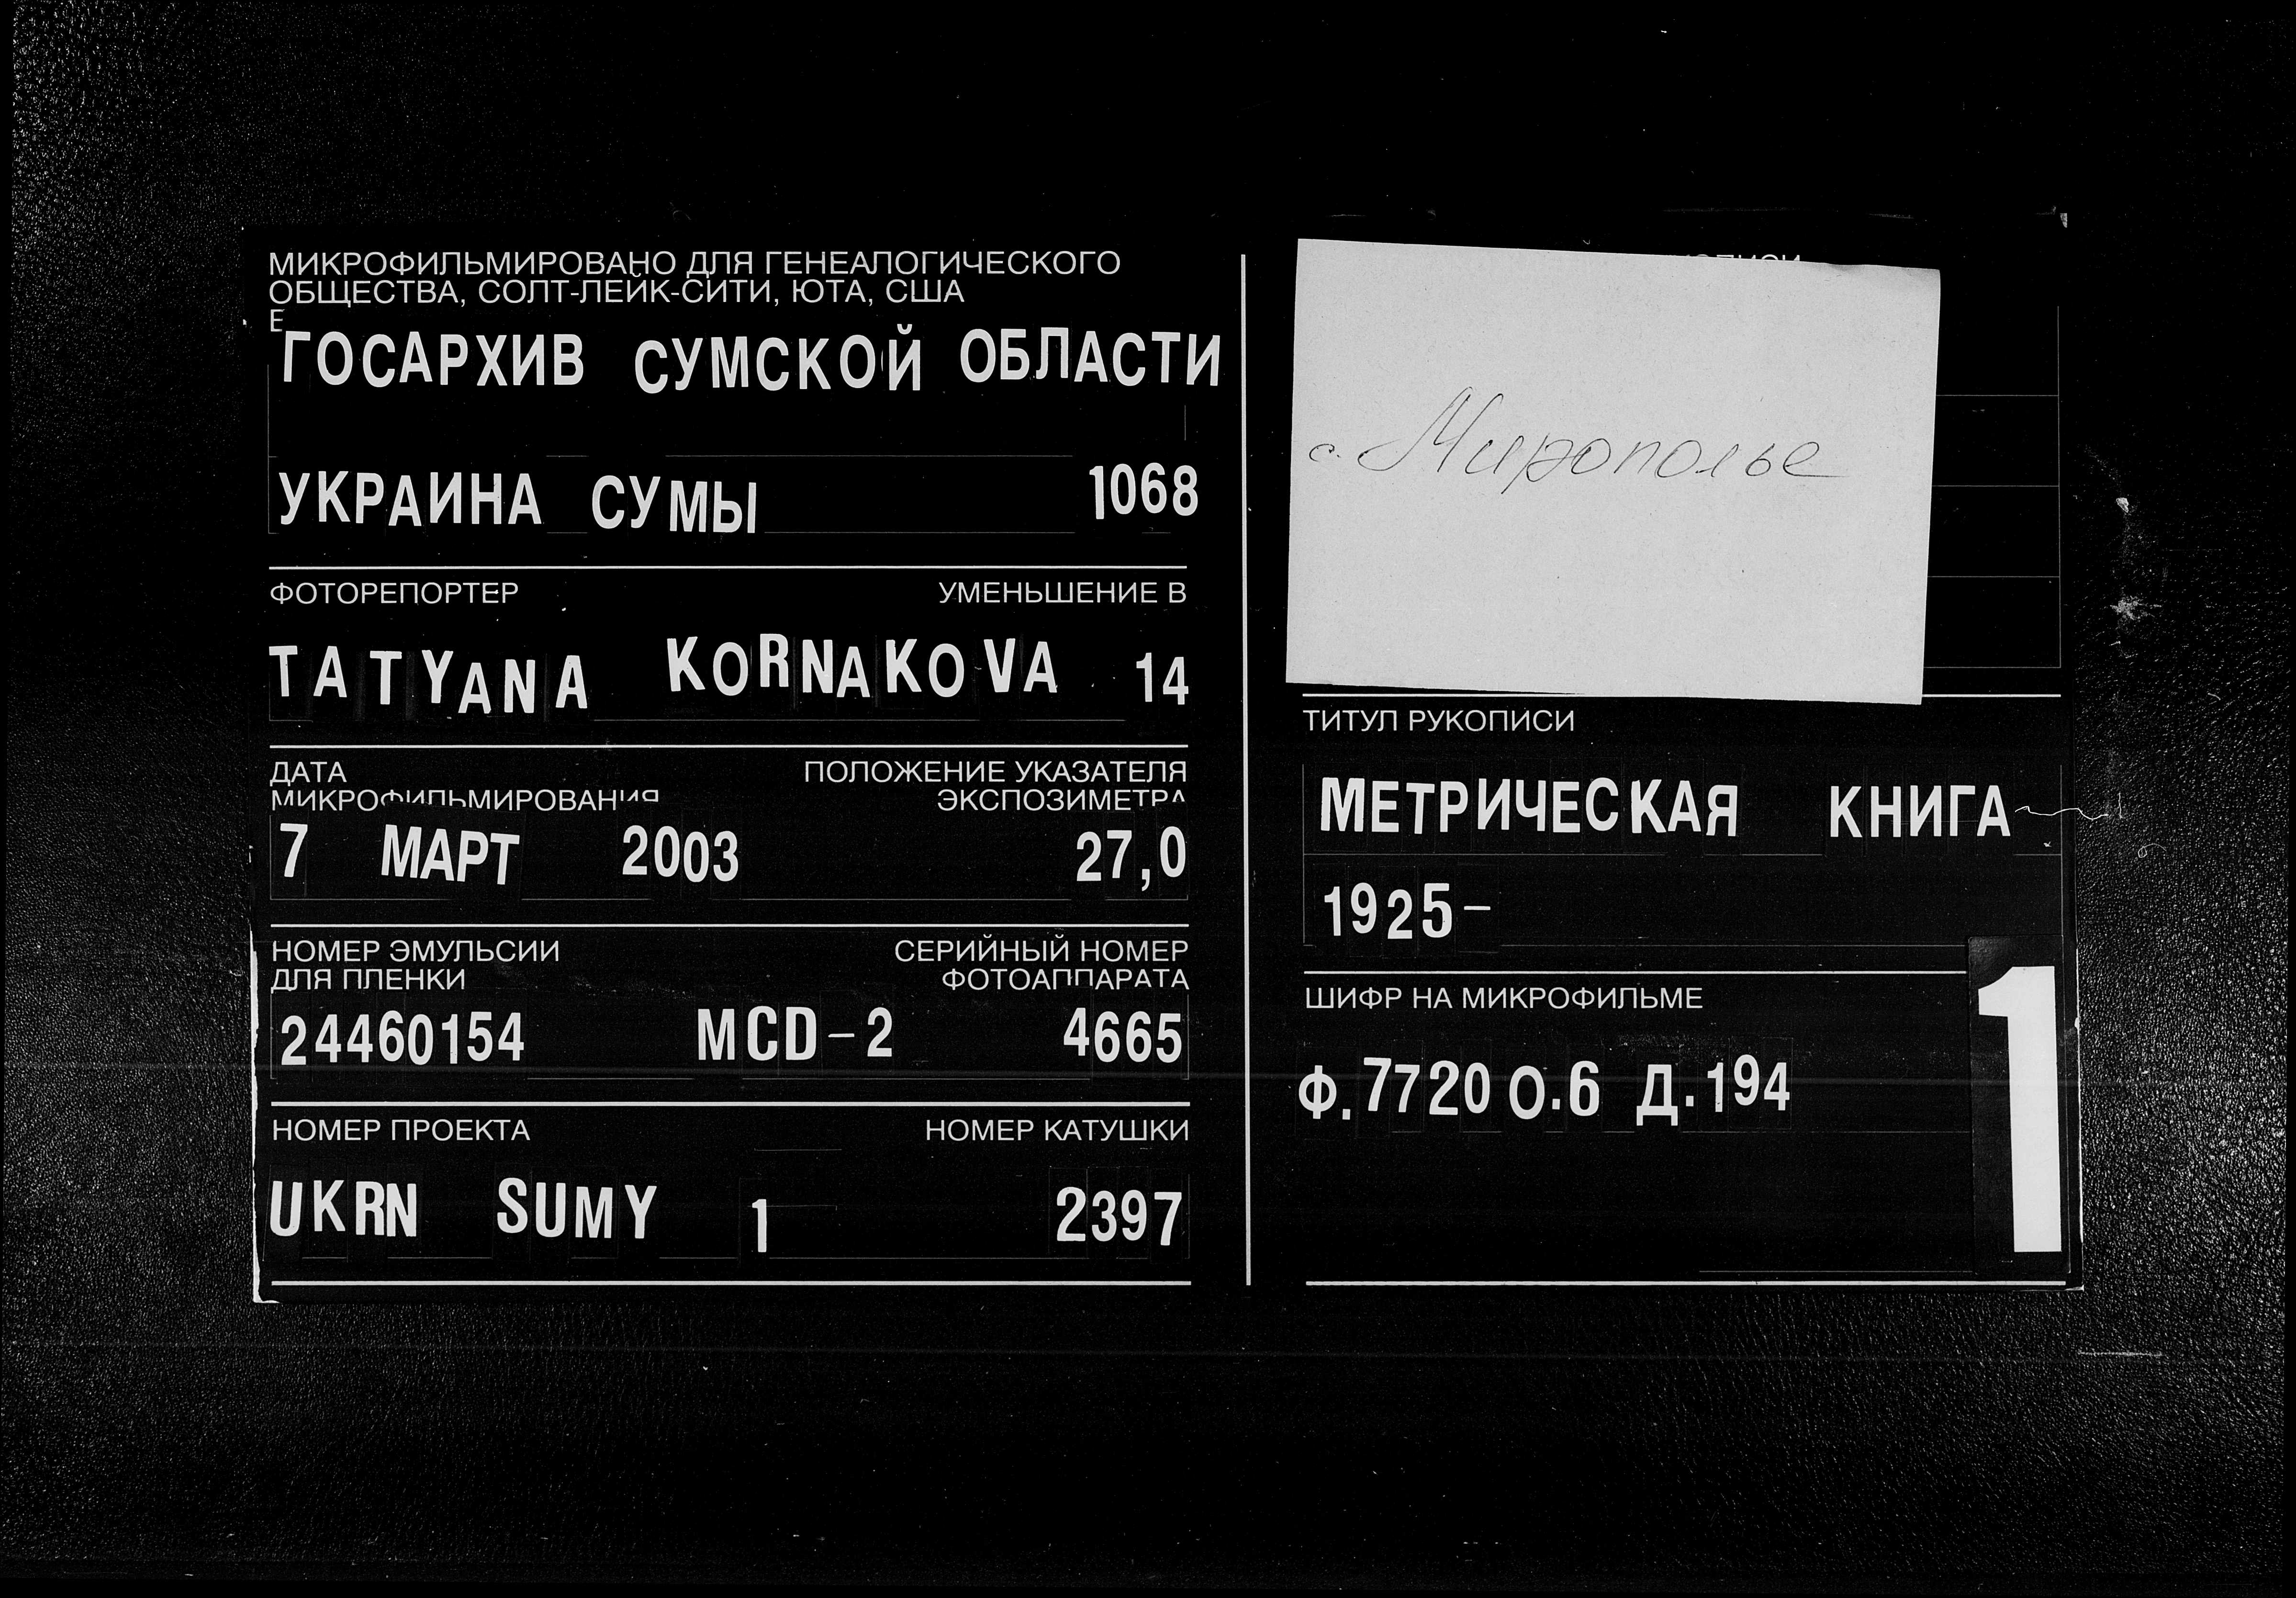 МИКРОФИЛЬМИРОВАНО ДЛЯ ГЕНЕАЛОГИЧЕСКОГО
ОБЩЕСТВА, СОЛТ-ЛЕЙК-СИТИ, ЮТА, США
ГОСАРХИВ СУМСКОЙ ОБЛАСТИ
УКРАИНА СУМЫ 1068
ФОТОРЕПОРТЕР УМЕНЬШЕНИЕ В
TATYANA KORNAKOVA 14
ДАТА ПОЛОЖЕНИЕ УКАЗАТЕЛЯ
МИКРОФИЛЬМИРОВАНИЯ ЭКСПОЗИМЕТРА
7 МАРТ 2003 27,0
НОМЕР ЭМУЛЬСИИ СЕРИЙНЫЙ НОМЕР
ДЛЯ ПЛЕНКИ ФОТОАППАРАТА
24460154 MCD-2 4665
НОМЕР ПРОЕКТА НОМЕР КАТУШКИ
UKRN SUMY 1 2397
с. Мирополье
ТИТУЛ РУКОПИСИ
МЕТРИЧЕСКАЯ КНИГА
1925-
ШИФР НА МИКРОФИЛЬМЕ
Ф.7720 О.6 Д.194
1